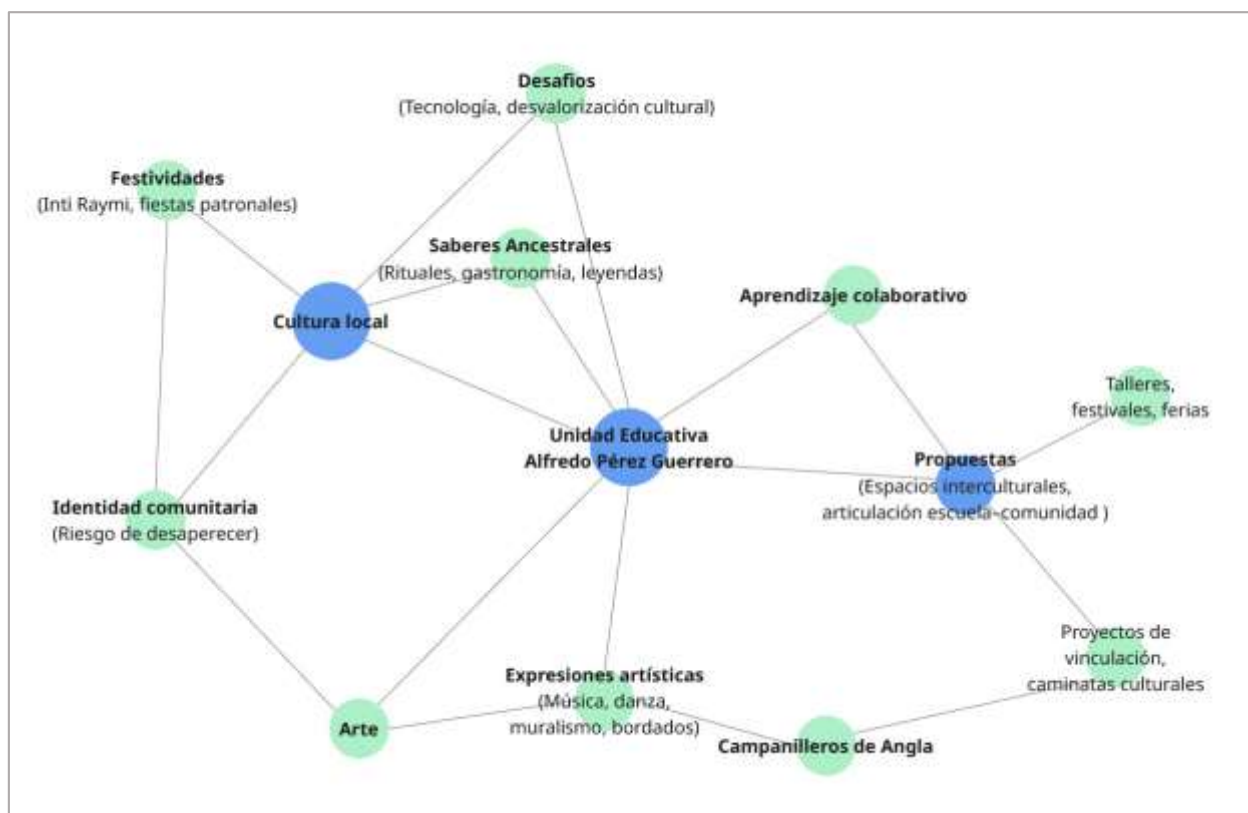 Desafios
(Tecnología, desvalorización cultural)
Festividades
(Inti Raymi, fiestas patronales)
Saberes Ancestrales
(Rituales, gastronomía, leyendas)
Aprendizaje colaborativo
Cultura local
Talleres,
festivales, ferias
Unidad Educativa
Alfredo Pérez Guerrero
Propuestas
(Espacios interculturales,
articulación escuela–comunidad )
Identidad comunitaria
(Riesgo de desaperecer)
Proyectos de
vinculación,
caminatas culturales
Expresiones artísticas
(Música, danza,
muralismo, bordados)
Arte
Campanilleros de Angla